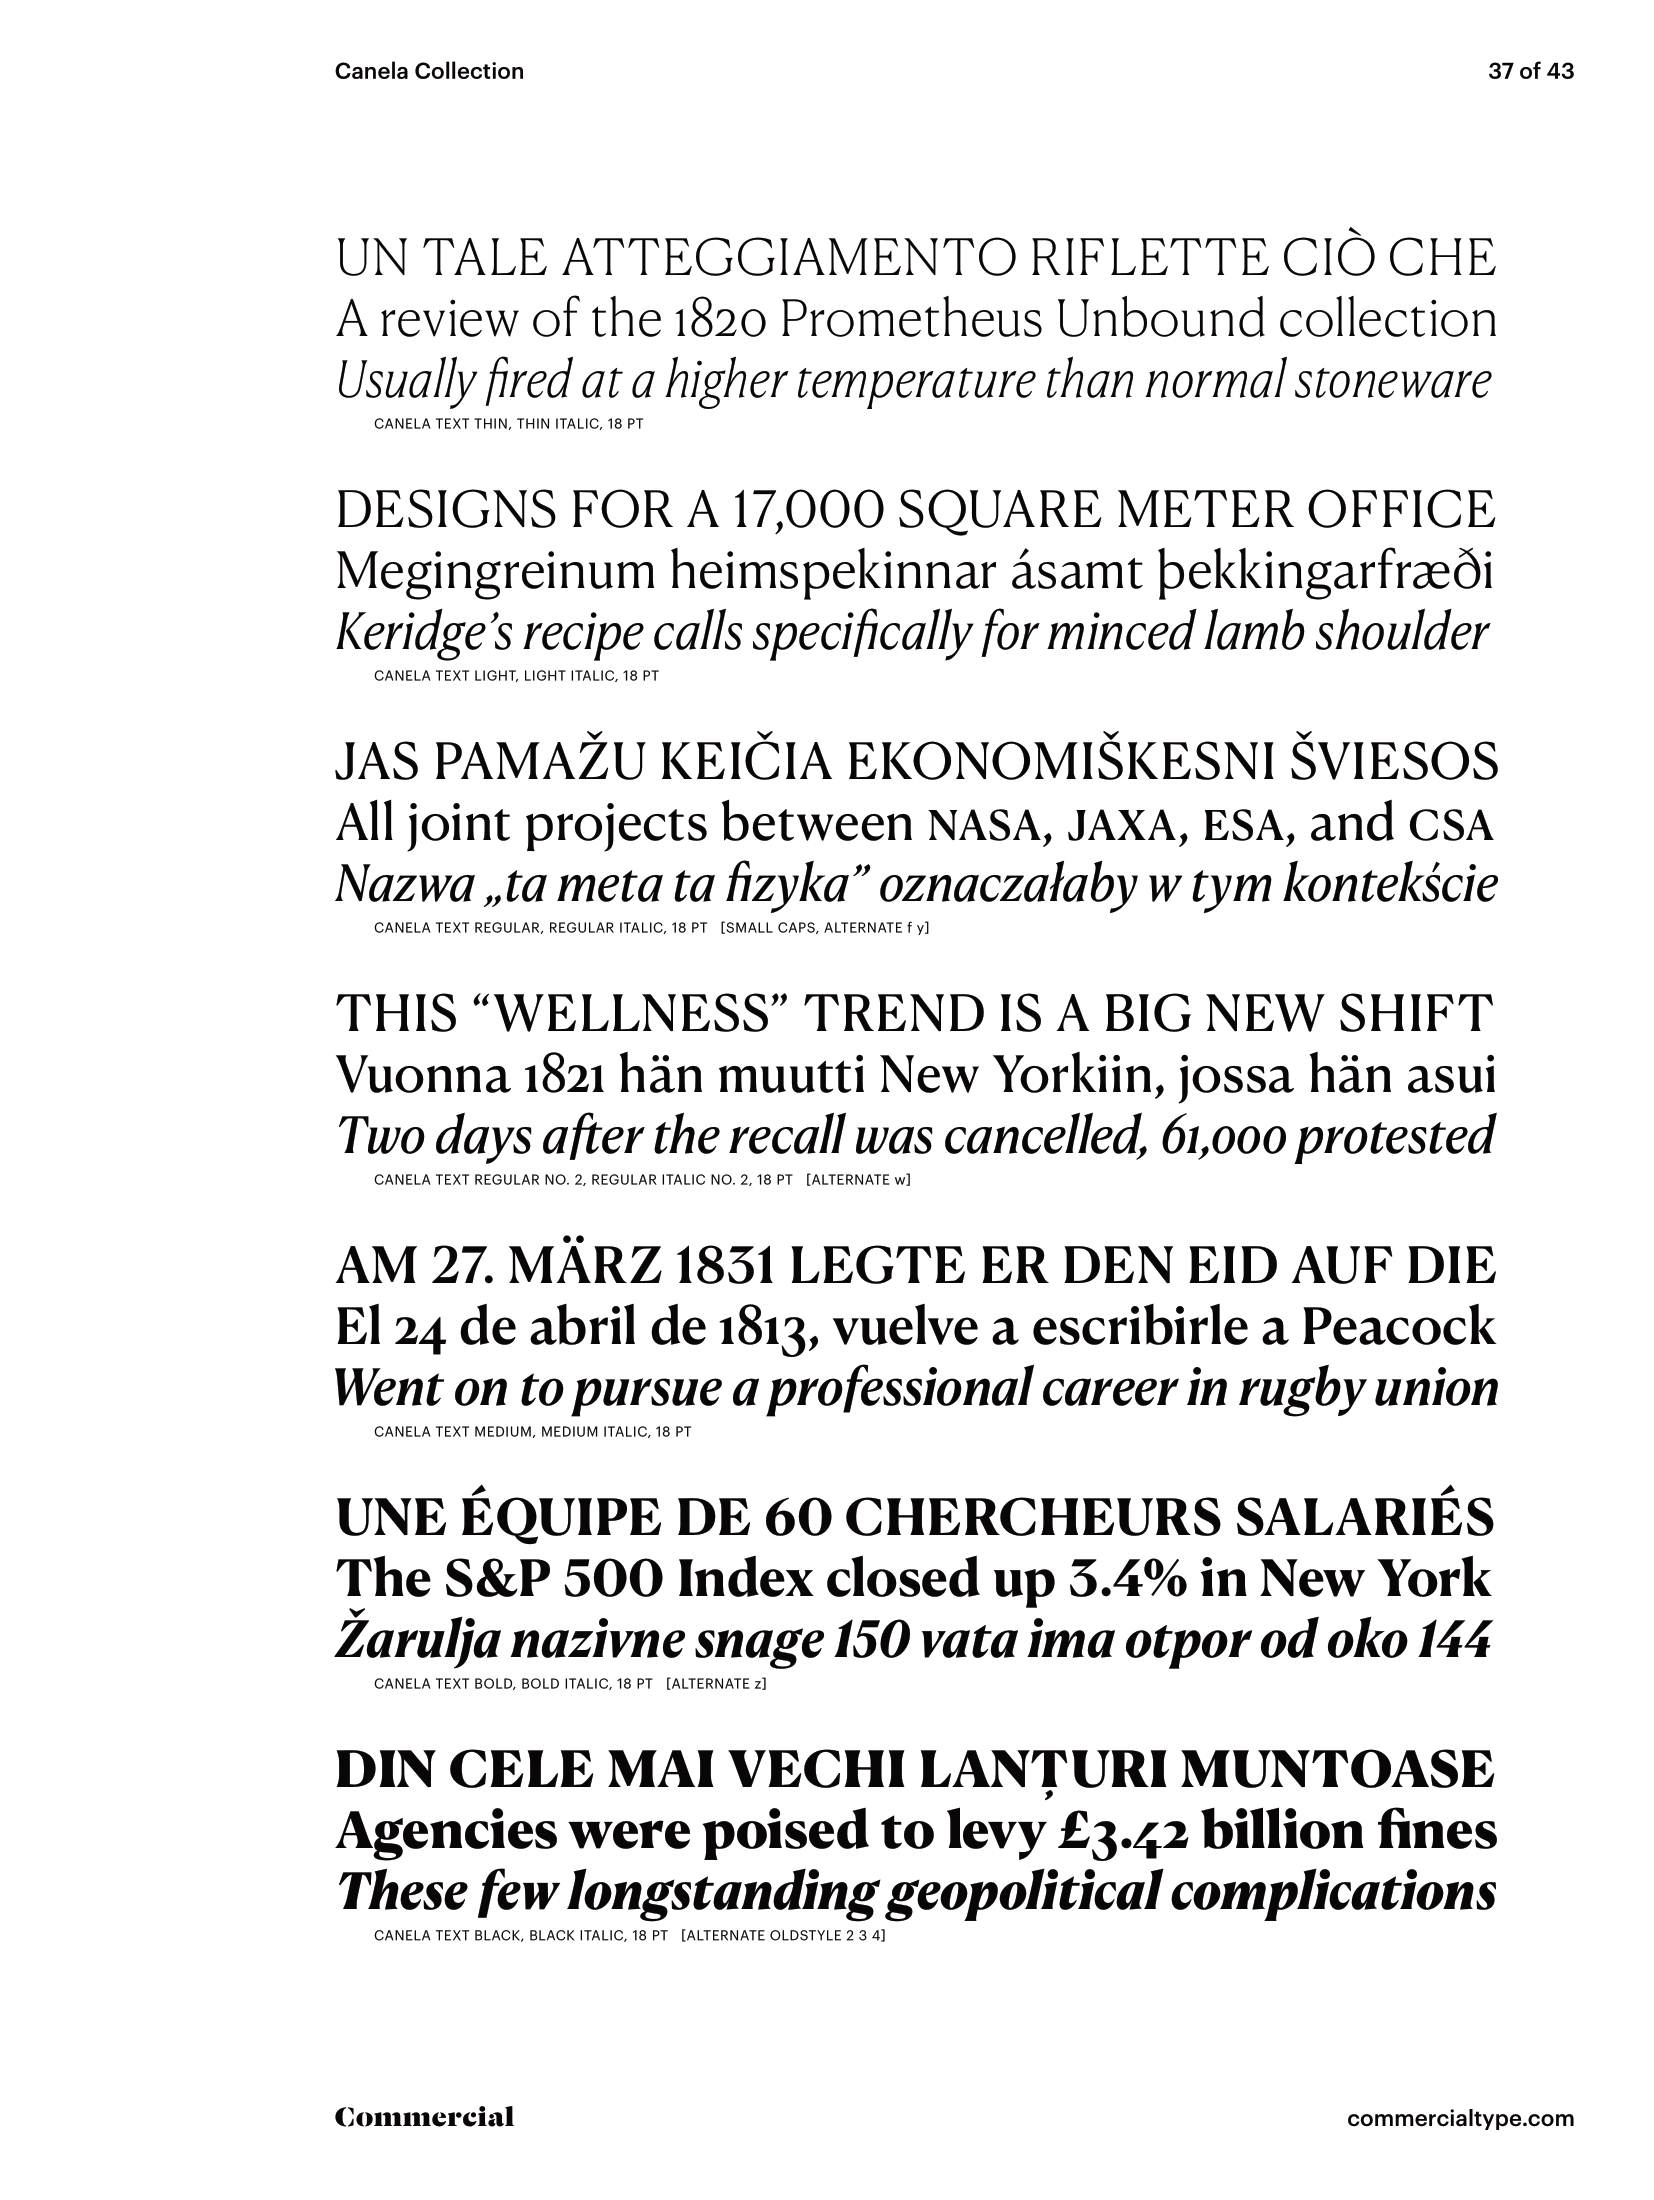 Canela Collection
37 of 43
UN TALE ATTEGGIAMENTO RIFLETTE CIÒ CHE
A review of the 1820 Prometheus Unbound collection
Usually fired at a higher temperature than normal stoneware
CANELA TEXT THIN, THIN ITALIC, 18 PT
DESIGNS FOR A 17,000 SQUARE METER OFFICE
Megingreinum heimspekinnar ásamt þekkingarfræði
Keridge’s recipe calls specifically for minced lamb shoulder
CANELA TEXT LIGHT, LIGHT ITALIC, 18 PT
JAS PAMAŽU KEIČIA EKONOMIŠKESNI ŠVIESOS
All joint projects between NASA, JAXA, ESA, and CSA
Nazwa „ta meta ta fizyka” oznaczałaby w tym kontekście
CANELA TEXT REGULAR, REGULAR ITALIC, 18 PT [SMALL CAPS, ALTERNATE f y]
THIS “WELLNESS” TREND IS A BIG NEW SHIFT
Vuonna 1821 hän muutti New Yorkiin, jossa hän asui
Two days after the recall was cancelled, 61,000 protested
CANELA TEXT REGULAR NO. 2, REGULAR ITALIC NO. 2, 18 PT [ALTERNATE w]
AM 27. MÄRZ 1831 LEGTE ER DEN EID AUF DIE
El 24 de abril de 1813, vuelve a escribirle a Peacock
Went on to pursue a professional career in rugby union
CANELA TEXT MEDIUM, MEDIUM ITALIC, 18 PT
UNE ÉQUIPE DE 60 CHERCHEURS SALARIÉS
The S&P 500 Index closed up 3.4% in New York
Žarulja nazivne snage 150 vata ima otpor od oko 144
CANELA TEXT BOLD, BOLD ITALIC, 18 PT [ALTERNATE z]
DIN CELE MAI VECHI LANȚURI MUNTOASE
Agencies were poised to levy £3.42 billion fines
These few longstanding geopolitical complications
CANELA TEXT BLACK, BLACK ITALIC, 18 PT [ALTERNATE OLDSTYLE 2 3 4]
Commercial
commercialtype.com